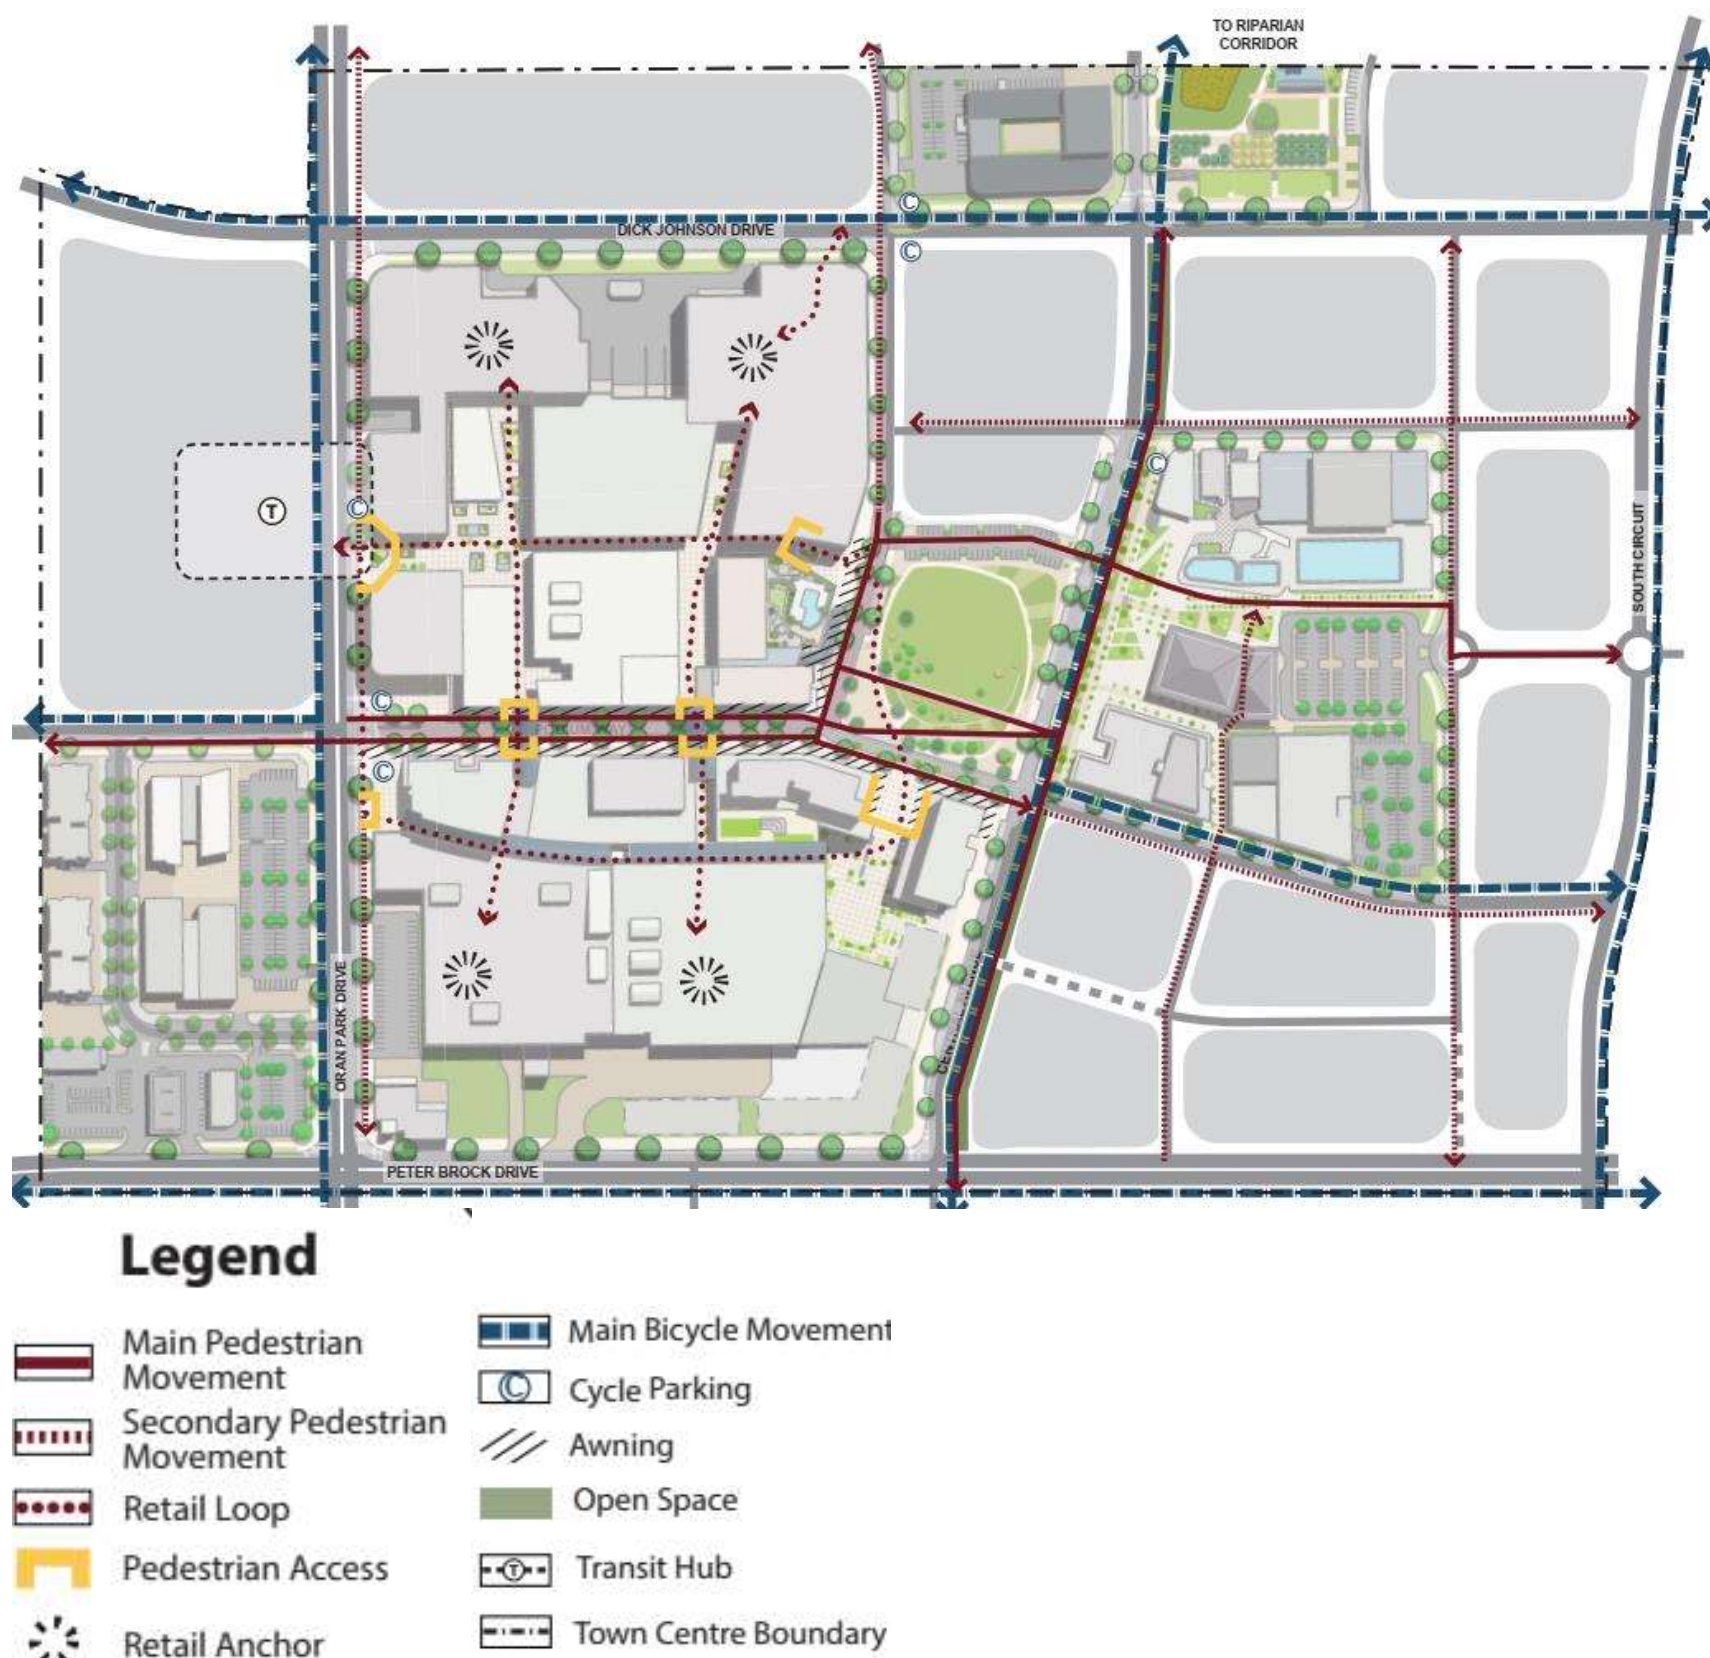 TO RIPARIAN
CORRIDOR
C
DICK JOHNSON DRIVE
C
C
C
T
SOUTH CIRCUIT
C
C
ORAN PARK DRIVE
PETER BROCK DRIVE
Legend
Main Pedestrian
Movement
Secondary Pedestrian
Movement
Retail Loop
Pedestrian Access
Retail Anchor
Main Bicycle Movement
C Cycle Parking
Awning
Open Space
T Transit Hub
Town Centre Boundary